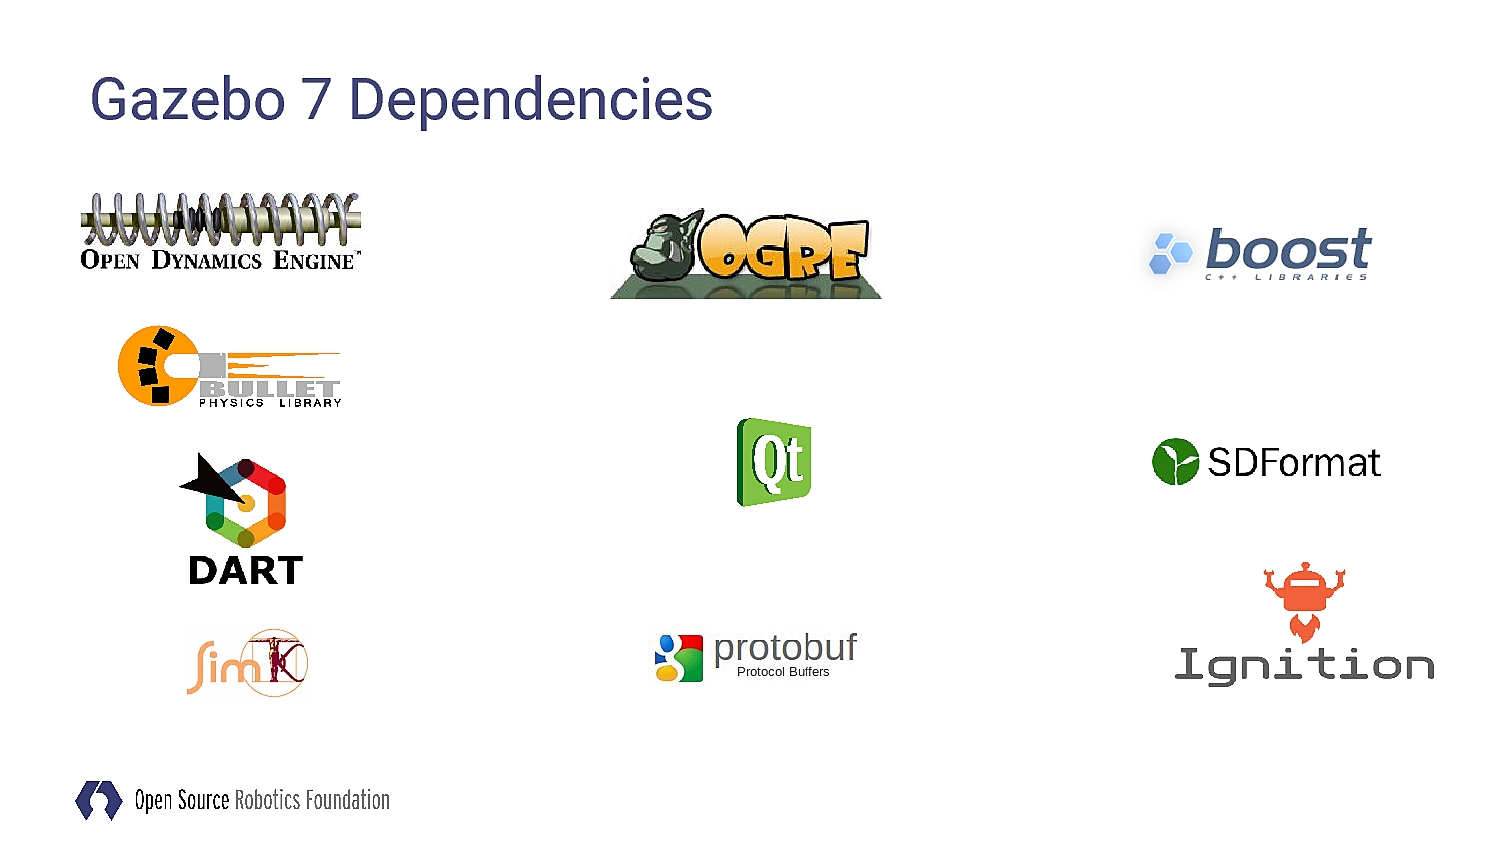 Gazebo 7 Dependencies
OPEN DYNAMICS ENGINE™
BULLET
PHYSICS LIBRARY
DART
SimK
OGRE
Qt
protobuf
Protocol Buffers
boost
C++ LIBRARIES
SDFormat
Ignition
Open Source Robotics Foundation